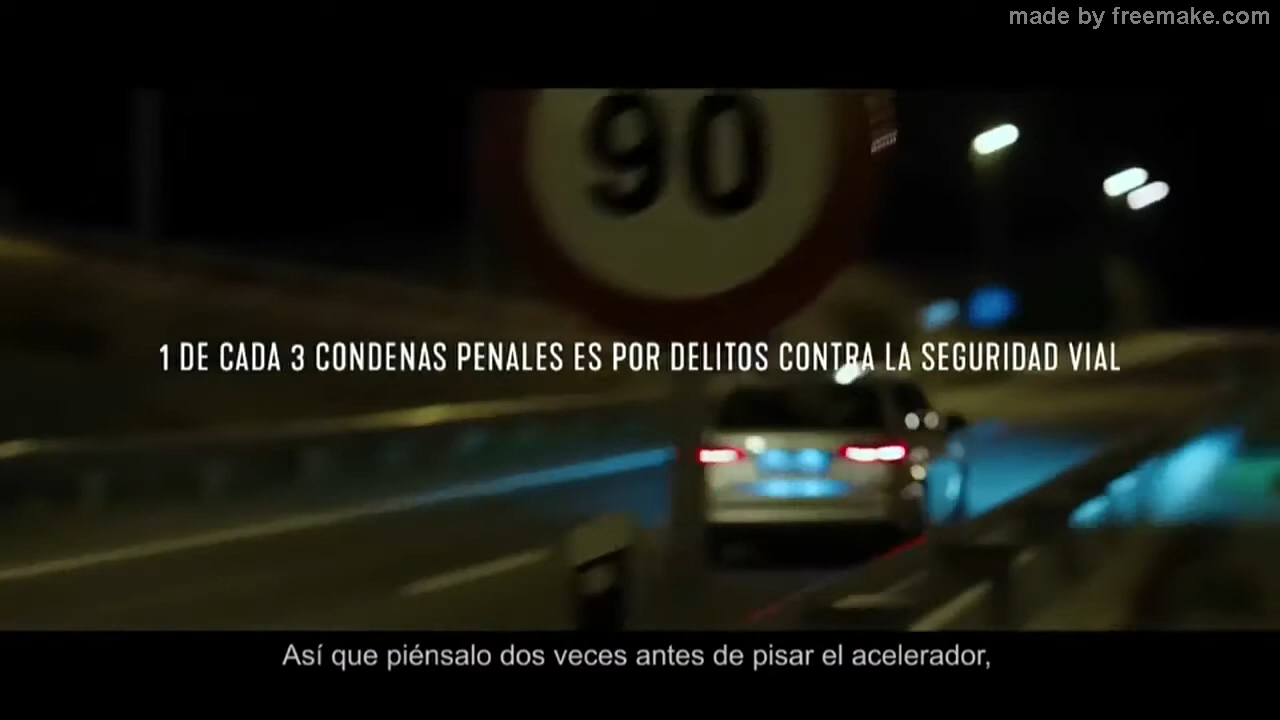 made by freemake.com
90
1 DE CADA 3 CONDENAS PENALES ES POR DELITOS CONTRA LA SEGURIDAD VIAL
Así que piénsalo dos veces antes de pisar el acelerador,